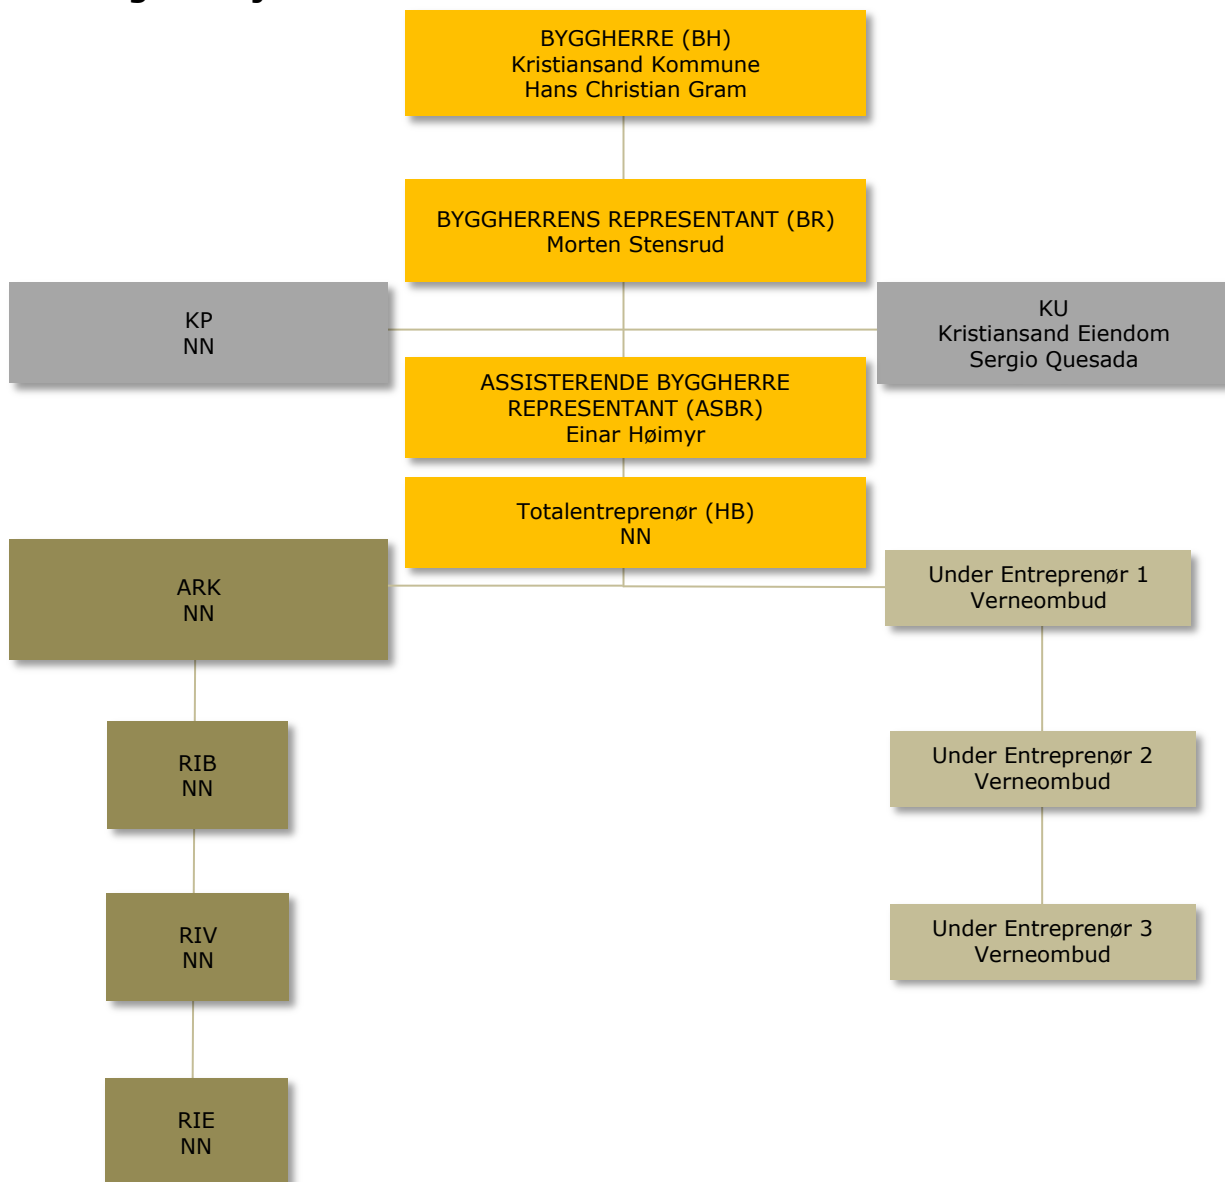 BYGGHERRE (BH)
Kristiansand Kommune
Hans Christian Gram
BYGGHERRENS REPRESENTANT (BR)
Morten Stensrud
KP
NN
KU
Kristiansand Eiendom
Sergio Quesada
ASSISTERENDE BYGGHERRE
REPRESENTANT (ASBR)
Einar Høimyr
Totalentreprenør (HB)
NN
ARK
NN
Under Entreprenør 1
Verneombud
RIB
NN
Under Entreprenør 2
Verneombud
RIV
NN
Under Entreprenør 3
Verneombud
RIE
NN